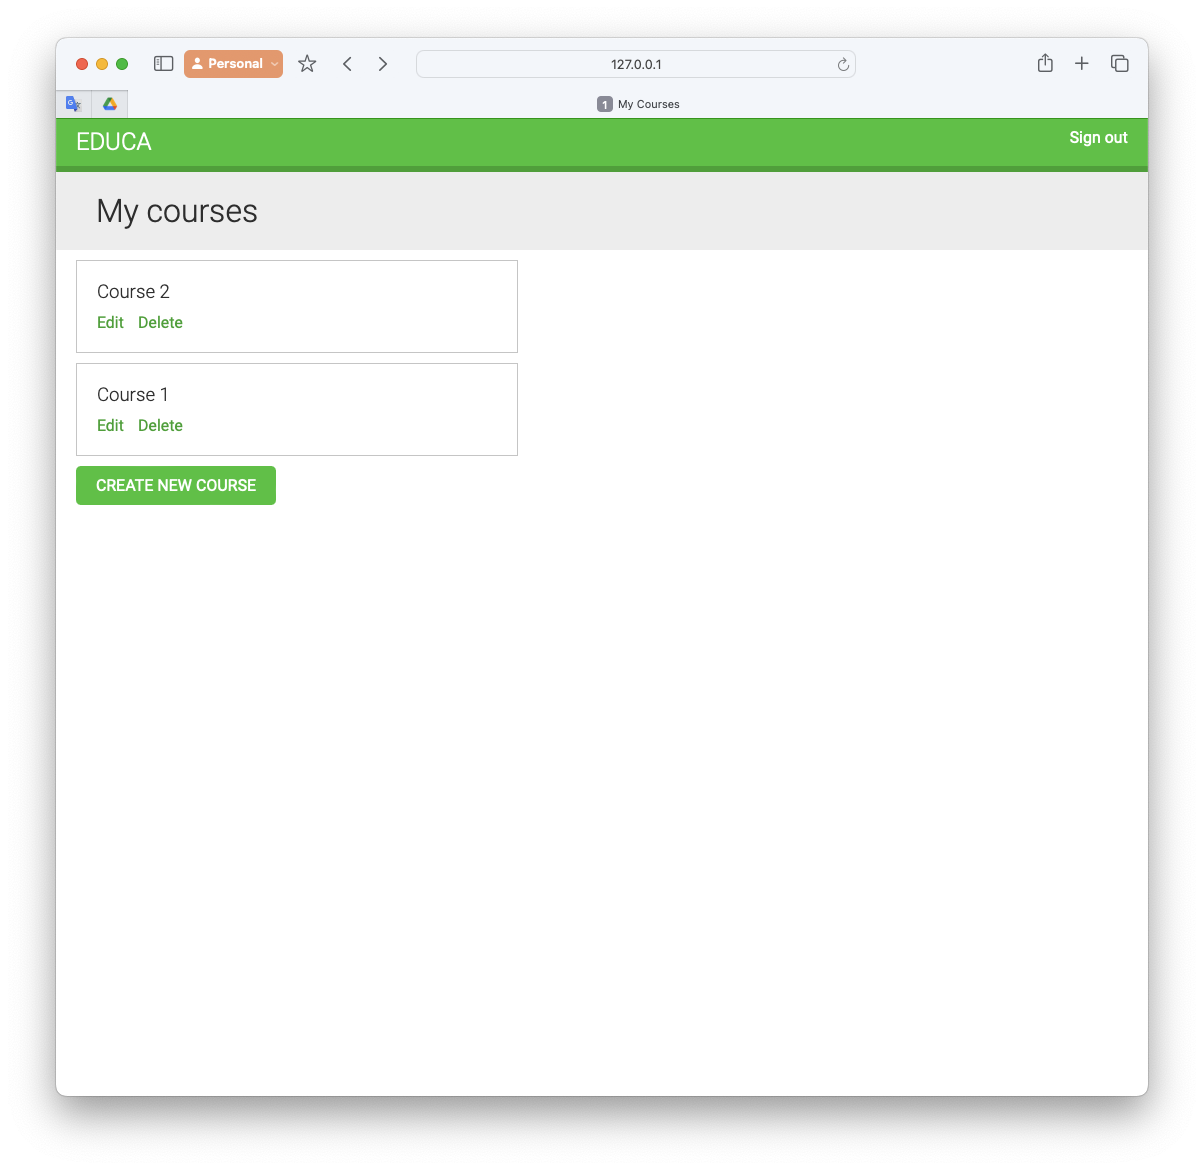 Personal
127.0.0.1
1 My Courses
EDUCA
Sign out
My courses
Course 2
Edit Delete
Course 1
Edit Delete
CREATE NEW COURSE